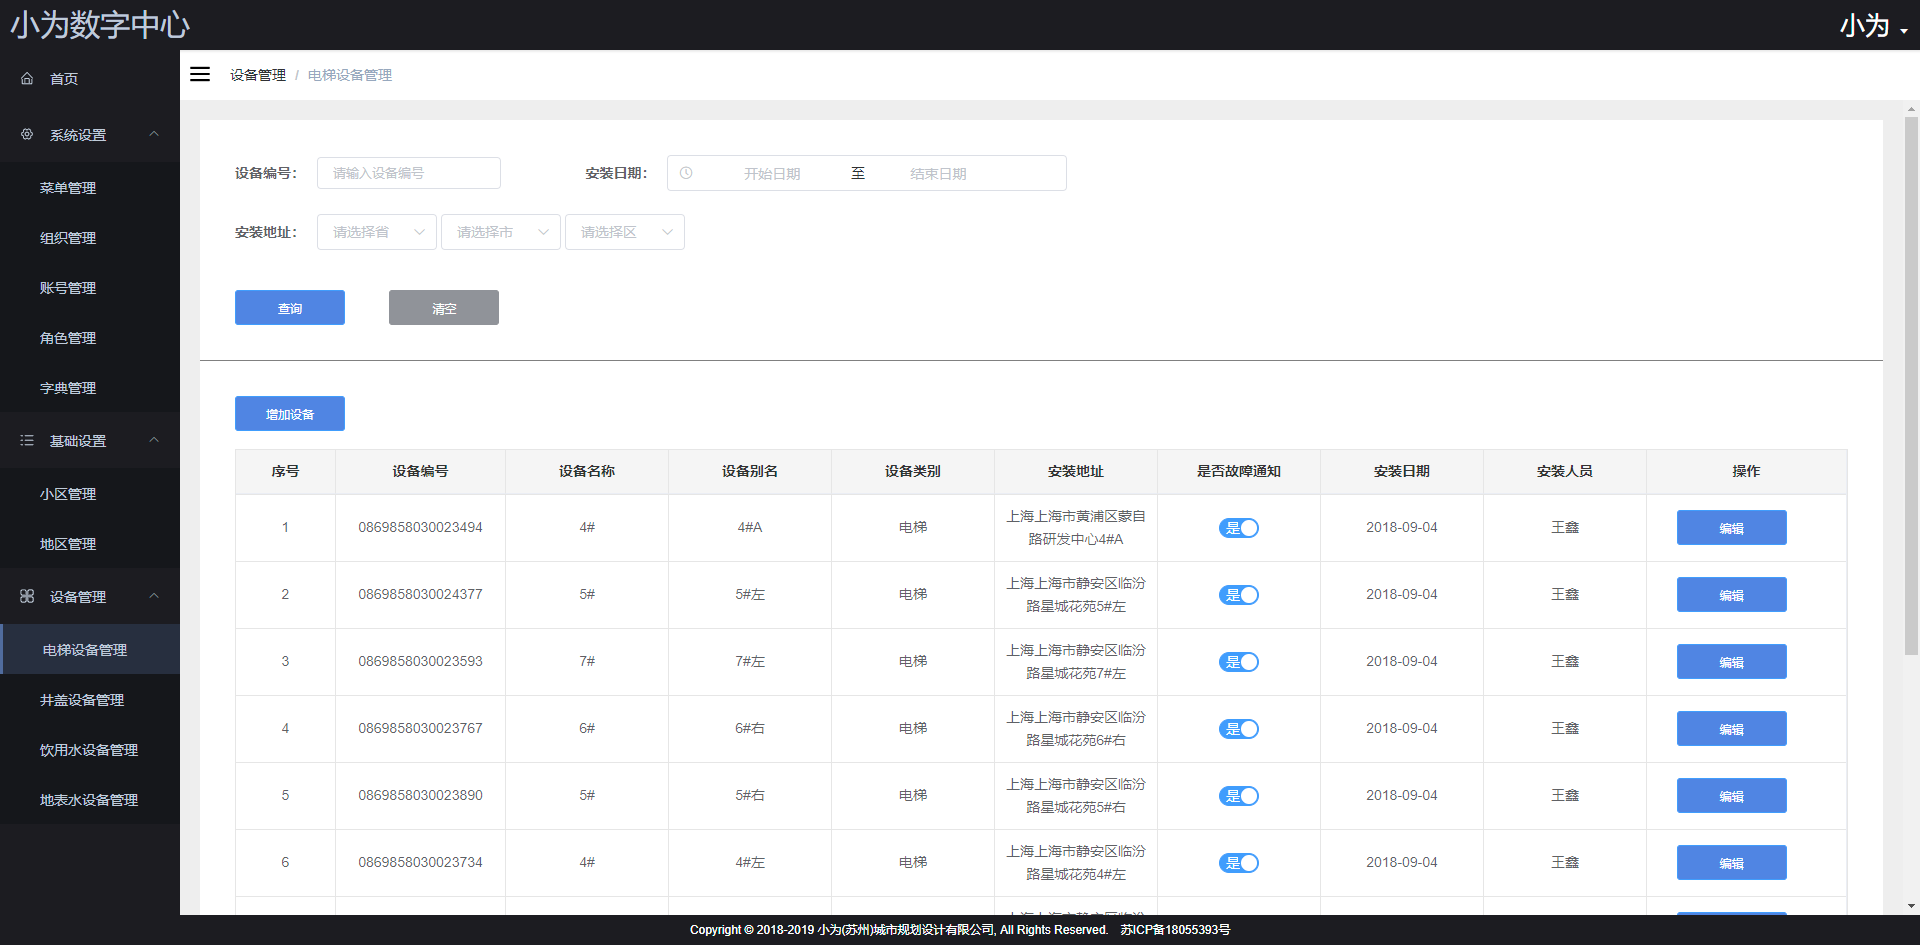 小为数字中心
小为
首页
系统设置
菜单管理
组织管理
账号管理
角色管理
字典管理
基础设置
小区管理
地区管理
设备管理
电梯设备管理
井盖设备管理
饮用水设备管理
地表水设备管理
设备管理 / 电梯设备管理
设备编号： 请输入设备编号 安装日期： 开始日期 至 结束日期
安装地址： 请选择省 请选择市 请选择区
查询 清空
增加设备
序号 设备编号 设备名称 设备别名 设备类别 安装地址 是否故障通知 安装日期 安装人员 操作
1 0869858030023494 4# 4#A 电梯 上海上海市黄浦区蒙自 是 2018-09-04 王鑫 编辑
路研发中心4#A
2 0869858030024377 5# 5#左 电梯 上海上海市静安区临汾 是 2018-09-04 王鑫 编辑
路星城花苑5#左
3 0869858030023593 7# 7#左 电梯 上海上海市静安区临汾 是 2018-09-04 王鑫 编辑
路星城花苑7#左
4 0869858030023767 6# 6#右 电梯 上海上海市静安区临汾 是 2018-09-04 王鑫 编辑
路星城花苑6#右
5 0869858030023890 5# 5#右 电梯 上海上海市静安区临汾 是 2018-09-04 王鑫 编辑
路星城花苑5#右
6 0869858030023734 4# 4#左 电梯 上海上海市静安区临汾 是 2018-09-04 王鑫 编辑
路星城花苑4#左
Copyright © 2018-2019 小为(苏州)城市规划设计有限公司, All Rights Reserved. 苏ICP备18055393号